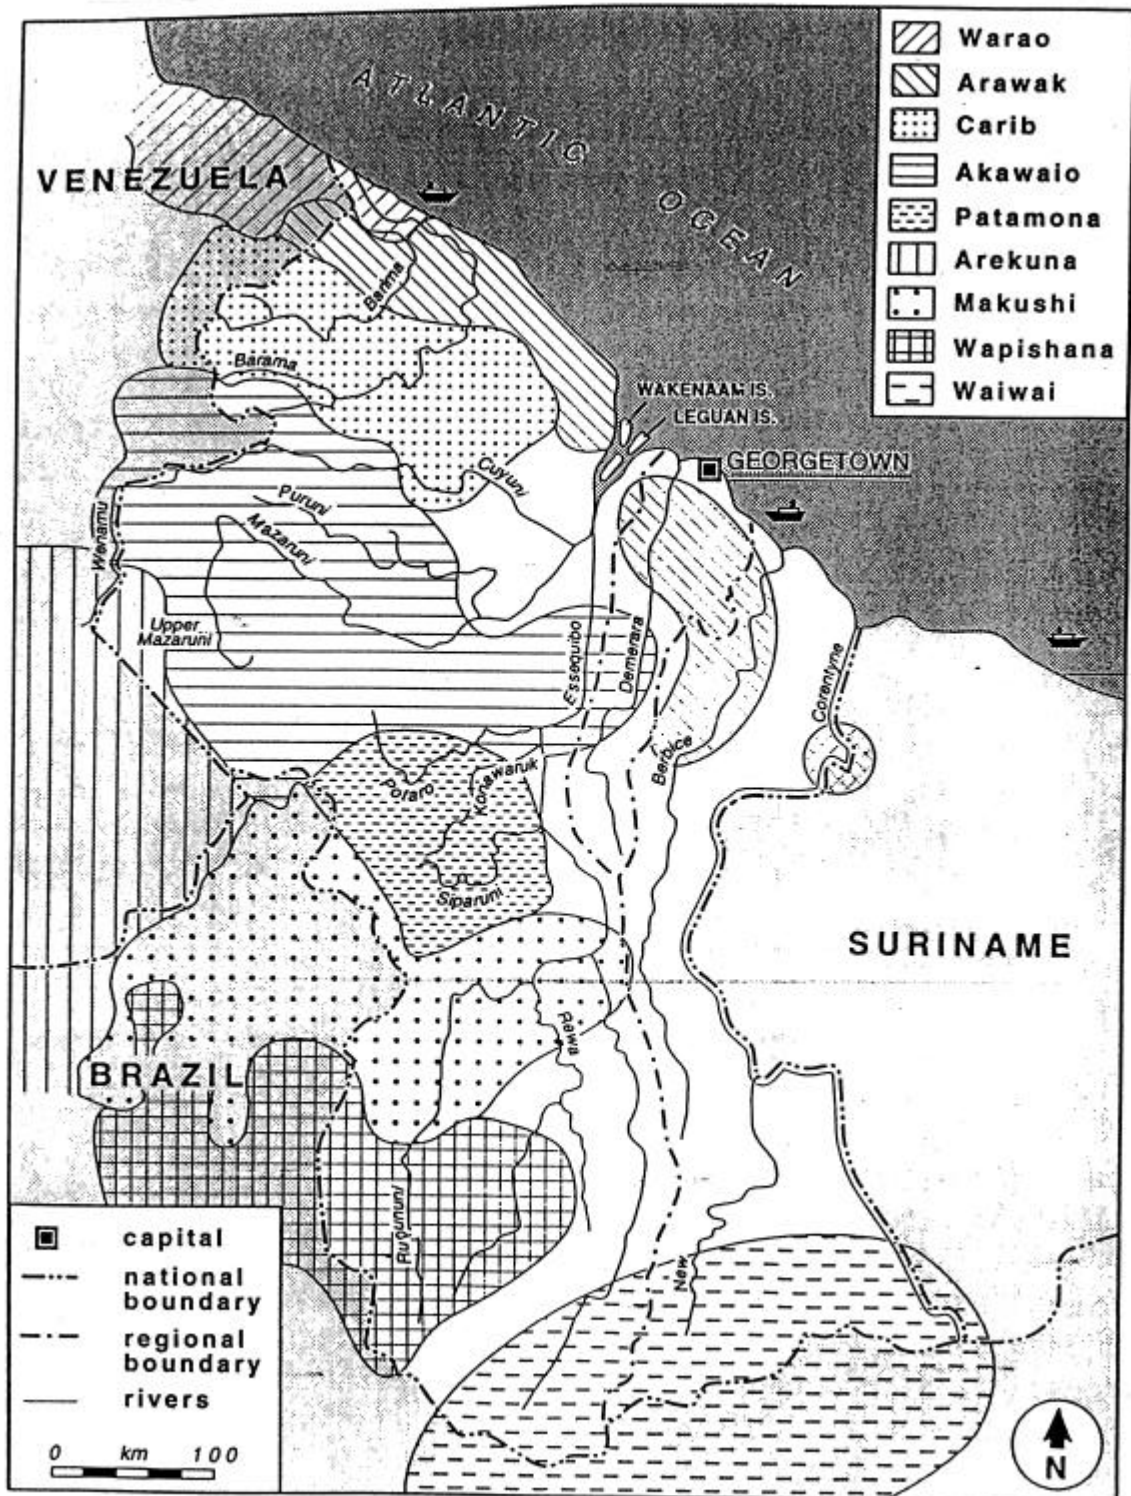 Warao
Arawak
Carib
Akawaio
Patamona
Arekuna
Makushi
Wapishana
Waiwai
ATLANTIC OCEAN
VENEZUELA
Barima
Barama
WAKENAAM IS.
LEGUAN IS.
GEORGETOWN
Cuyuni
Puruni
Mazaruni
Wenamu
Upper
Mazaruni
Essequibo
Demerara
Corentyne
Berbice
Potaro
Konawaruk
Siparuni
SURINAME
Rewa
BRAZIL
Rupununi
New
capital
national
boundary
regional
boundary
rivers
0 km 100
N